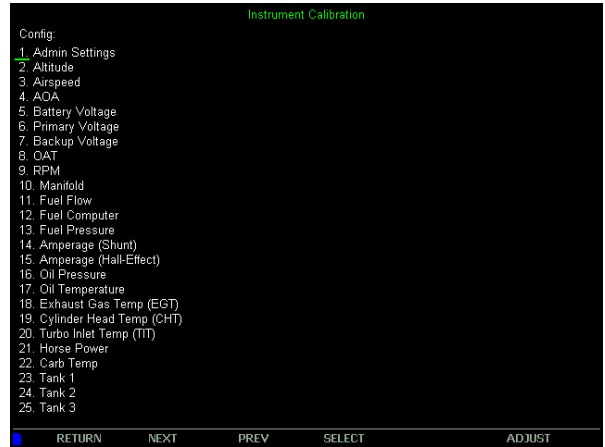 Instrument Calibration
Config:
1. Admin Settings
2. Altitude
3. Airspeed
4. AOA
5. Battery Voltage
6. Primary Voltage
7. Backup Voltage
8. OAT
9. RPM
10. Manifold
11. Fuel Flow
12. Fuel Computer
13. Fuel Pressure
14. Amperage (Shunt)
15. Amperage (Hall-Effect)
16. Oil Pressure
17. Oil Temperature
18. Exhaust Gas Temp (EGT)
19. Cylinder Head Temp (CHT)
20. Turbo Inlet Temp (TIT)
21. Horse Power
22. Carb Temp
23. Tank 1
24. Tank 2
25. Tank 3
RETURN NEXT PREV SELECT ADJUST